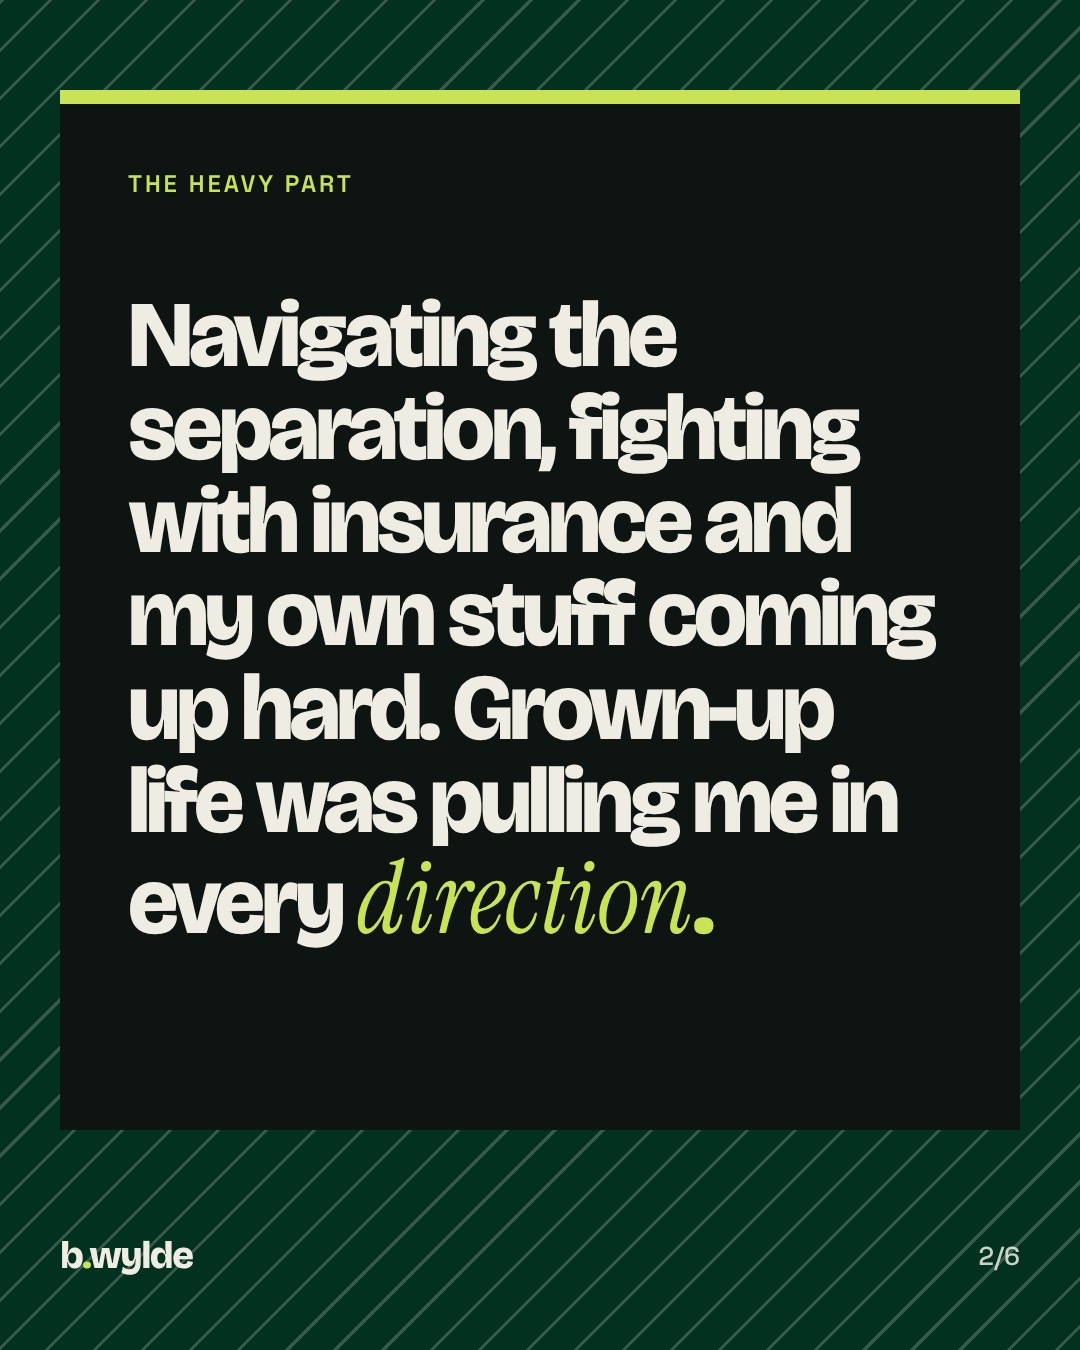 THE HEAVY PART
Navigating the
separation, fighting
with insurance and
my own stuff coming
up hard. Grown-up
life was pulling me in
every direction.
b.wylde
2/6